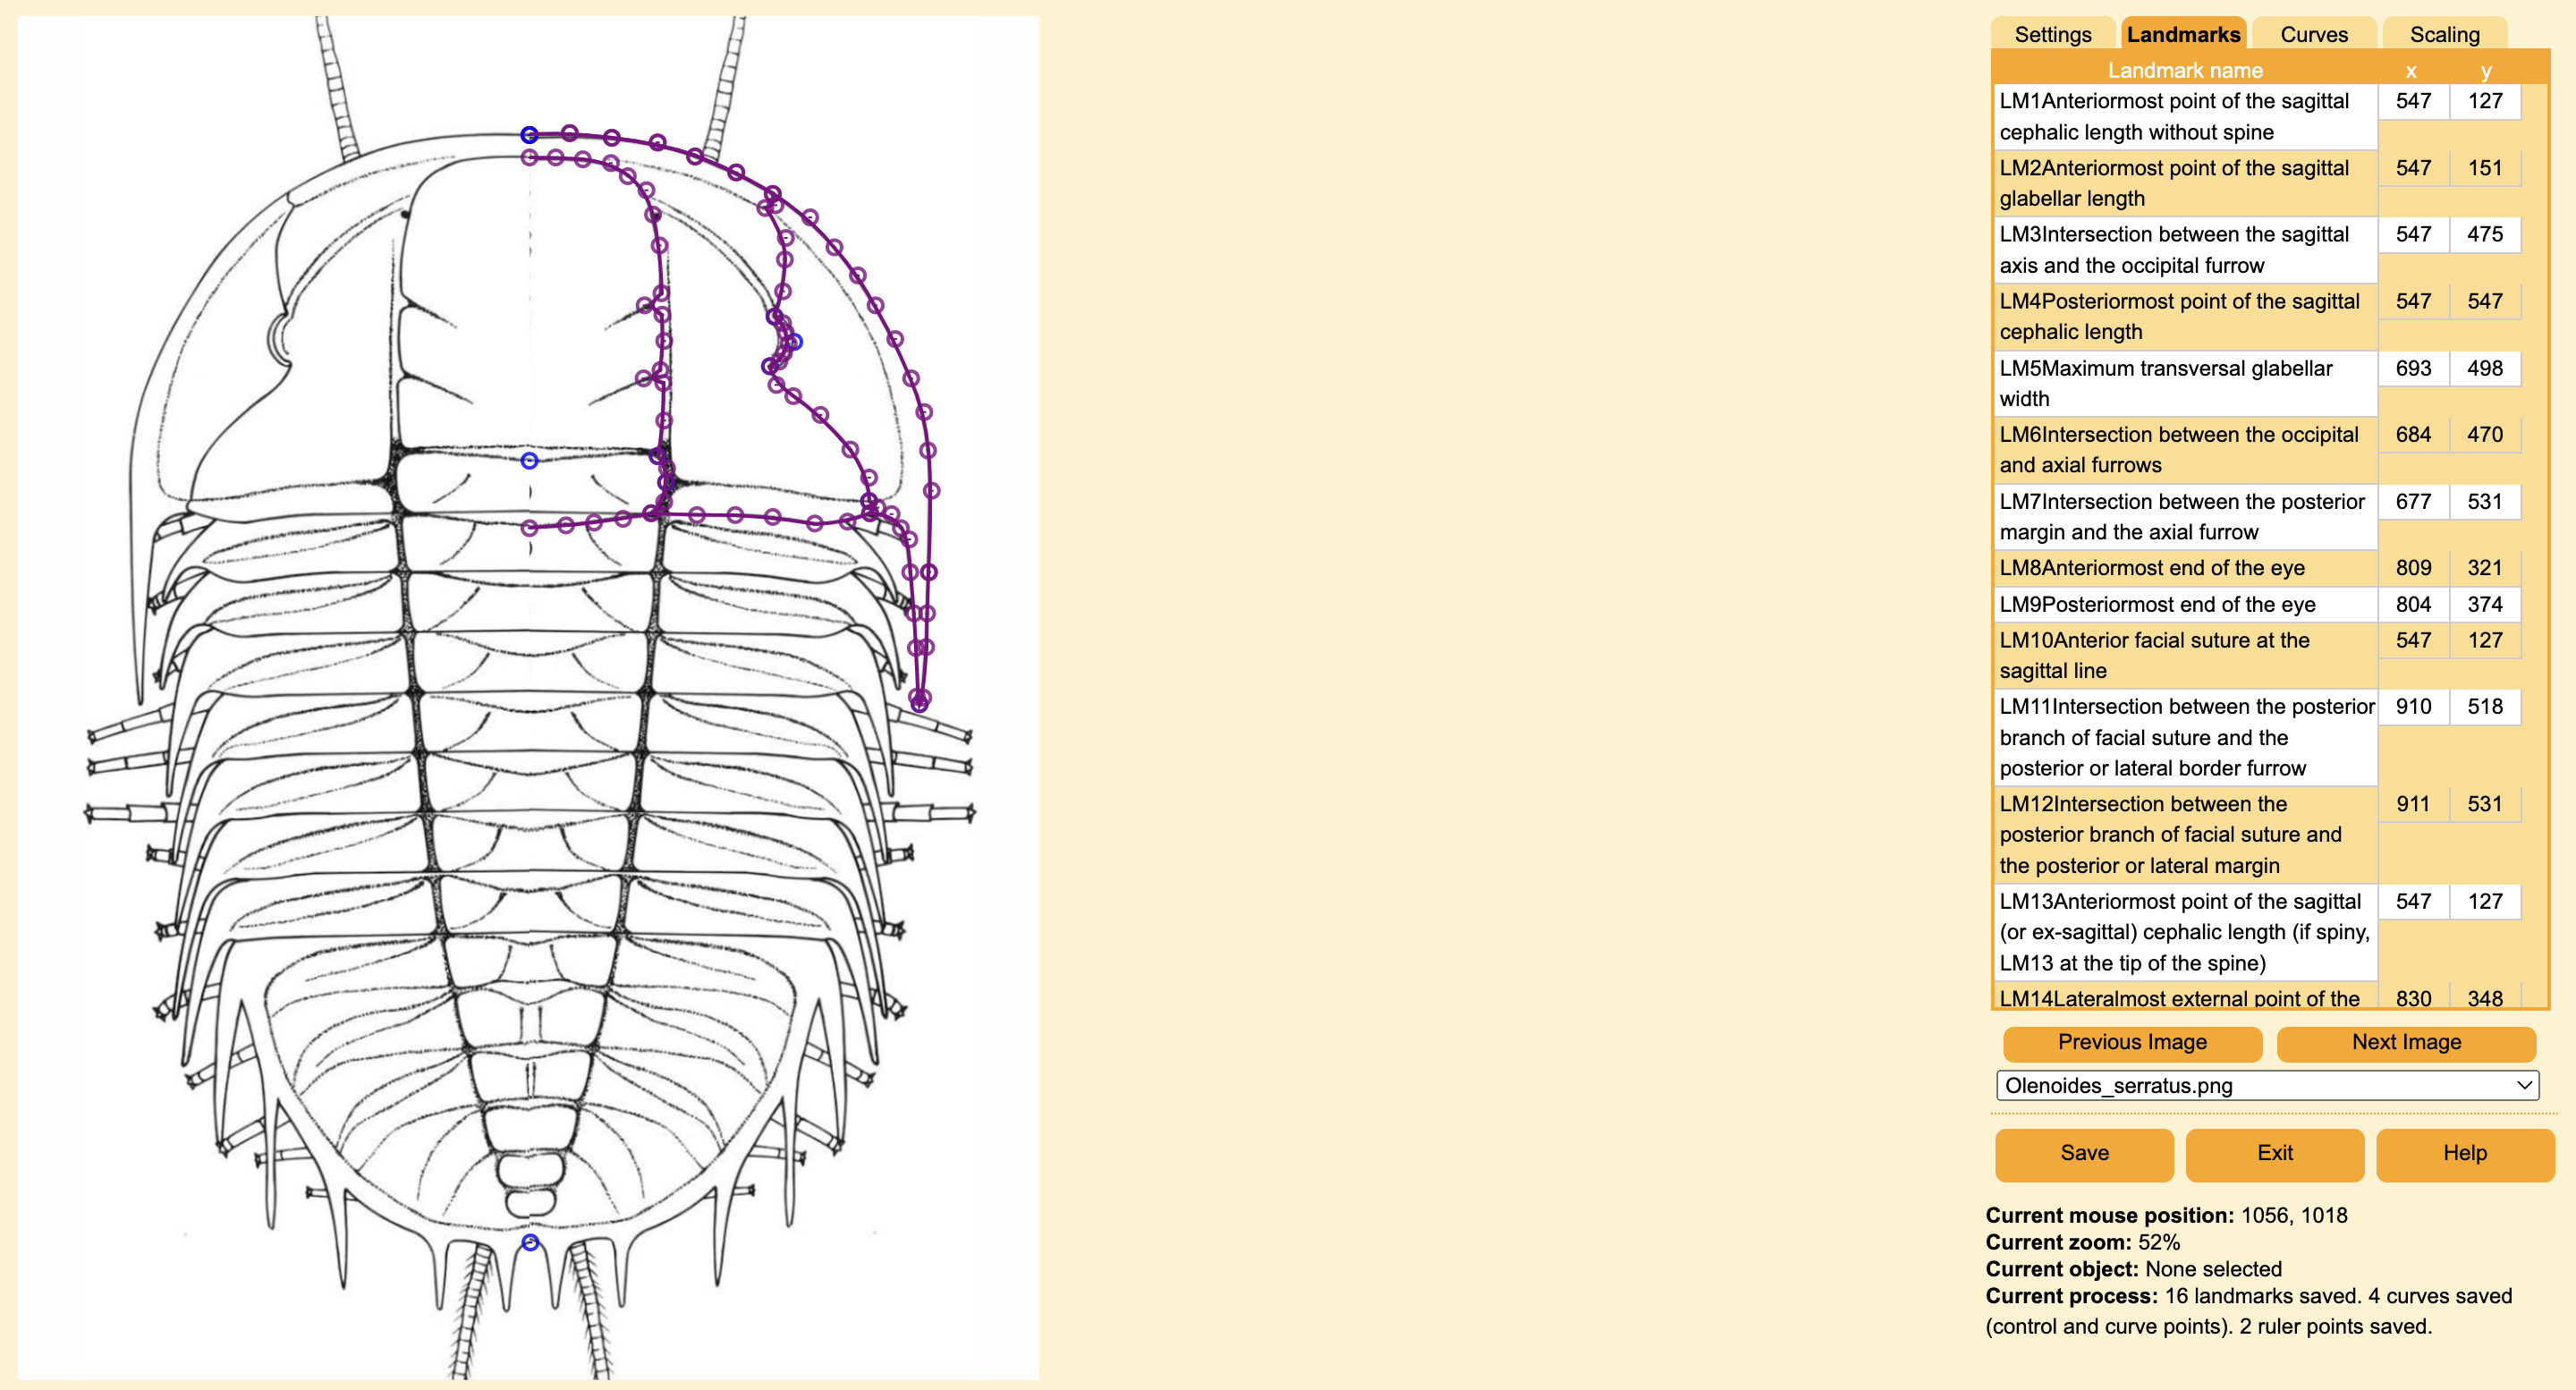 Settings Landmarks Curves Scaling
Landmark name x y
LM1Anteriormost point of the sagittal 547 127
cephalic length without spine
LM2Anteriormost point of the sagittal 547 151
glabellar length
LM3Intersection between the sagittal 547 475
axis and the occipital furrow
LM4Posteriormost point of the sagittal 547 547
cephalic length
LM5Maximum transversal glabellar 693 498
width
LM6Intersection between the occipital 684 470
and axial furrows
LM7Intersection between the posterior 677 531
margin and the axial furrow
LM8Anteriormost end of the eye 809 321
LM9Posteriormost end of the eye 804 374
LM10Anterior facial suture at the 547 127
sagittal line
LM11Intersection between the posterior 910 518
branch of facial suture and the
posterior or lateral border furrow
LM12Intersection between the 911 531
posterior branch of facial suture and
the posterior or lateral margin
LM13Anteriormost point of the sagittal 547 127
(or ex-sagittal) cephalic length (if spiny,
LM13 at the tip of the spine)
LM14Lateralmost external point of the 830 348
Previous Image Next Image
Olenoides_serratus.png
Save Exit Help
Current mouse position: 1056, 1018
Current zoom: 52%
Current object: None selected
Current process: 16 landmarks saved. 4 curves saved
(control and curve points). 2 ruler points saved.